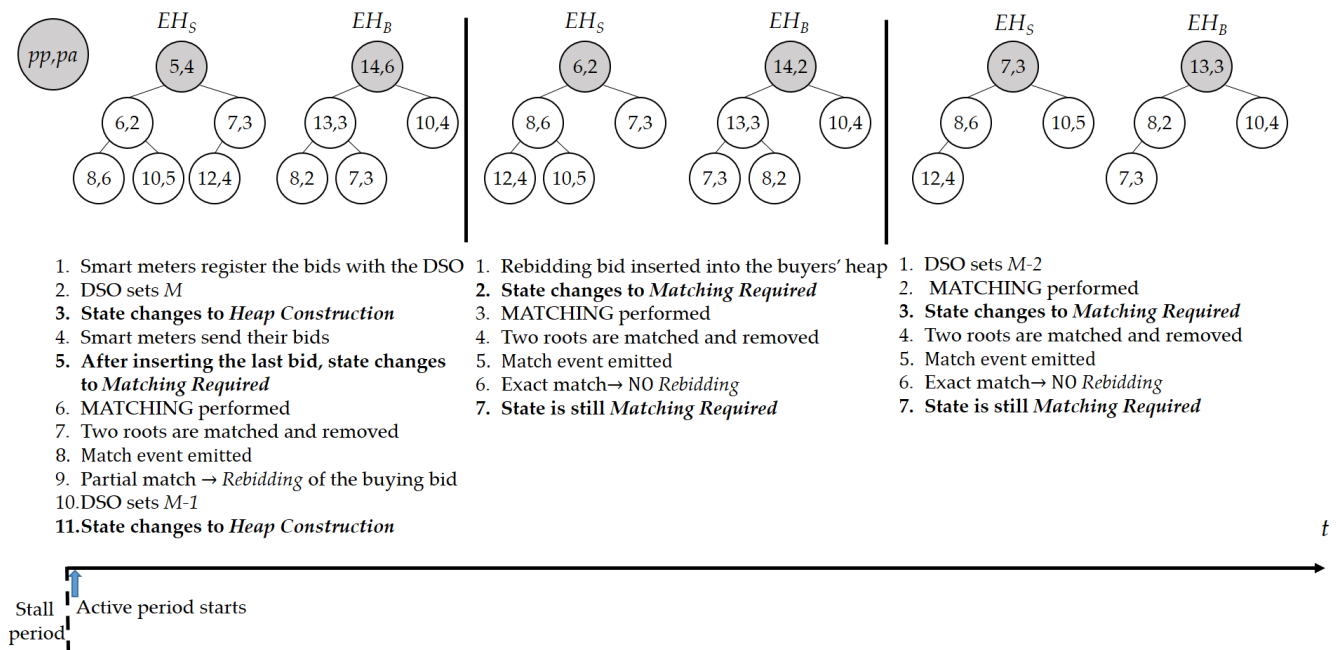 EH_S
EH_B
pp,pa
5,4
14,6
6,2
7,3
13,3
10,4
8,6
10,5
12,4
8,2
7,3
1. Smart meters register the bids with the DSO
2. DSO sets M
3. State changes to Heap Construction
4. Smart meters send their bids
5. After inserting the last bid, state changes
to Matching Required
6. MATCHING performed
7. Two roots are matched and removed
8. Match event emitted
9. Partial match → Rebidding of the buying bid
10.DSO sets M-1
11.State changes to Heap Construction
EH_S
EH_B
6,2
14,2
8,6
7,3
13,3
10,4
12,4
10,5
7,3
8,2
1. Rebidding bid inserted into the buyers' heap
2. State changes to Matching Required
3. MATCHING performed
4. Two roots are matched and removed
5. Match event emitted
6. Exact match→ NO Rebidding
7. State is still Matching Required
EH_S
EH_B
7,3
13,3
8,6
10,5
8,2
10,4
12,4
7,3
1. DSO sets M-2
2. MATCHING performed
3. State changes to Matching Required
4. Two roots are matched and removed
5. Match event emitted
6. Exact match→ NO Rebidding
7. State is still Matching Required
t
Stall
period
Active period starts